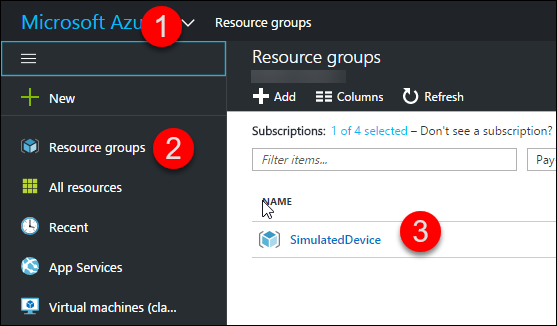 Microsoft Azu 1 Resource groups
New
Resource groups 2
All resources
Recent
App Services
Virtual machines (cla...
Resource groups
Add Columns Refresh
Subscriptions: 1 of 4 selected – Don't see a subscription?
Filter items... Pay
NAME
SimulatedDevice 3